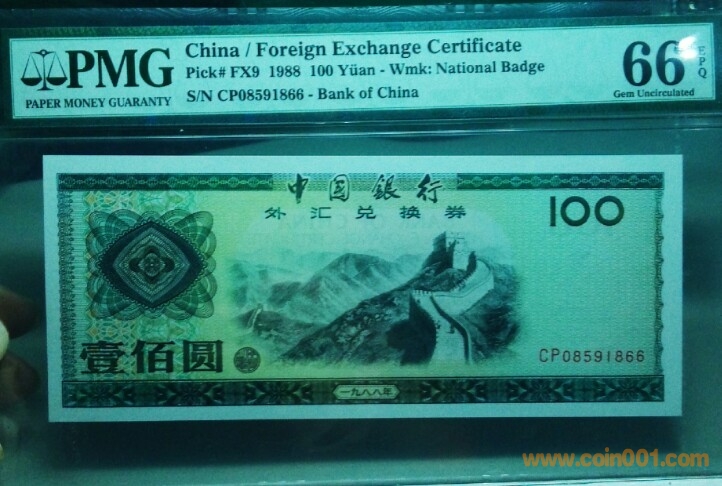 PMG
PAPER MONEY GUARANTY
China / Foreign Exchange Certificate
Pick# FX9 1988 100 Yüan - Wmk: National Badge
S/N CP08591866 - Bank of China
66 EPQ
Gem Uncirculated
中国銀行
外汇兑换券
100
壹佰圆
CP08591866
一九八八年
www.coin001.com